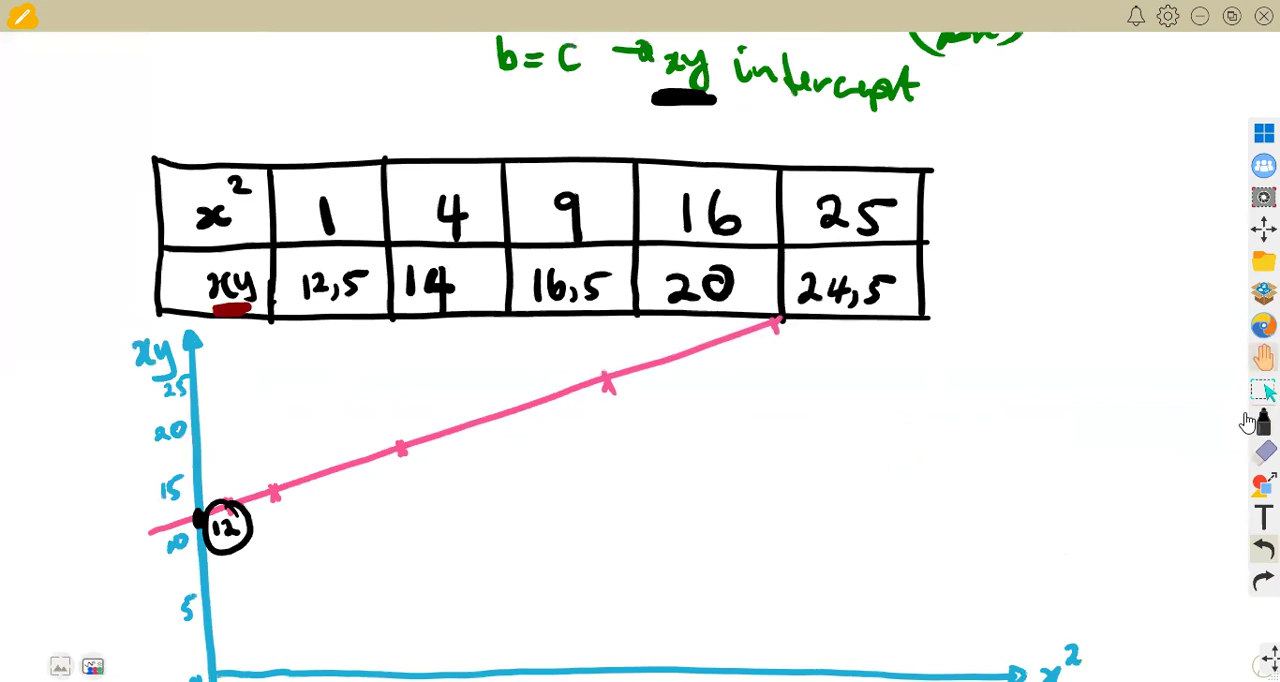 b = c → xy intercept
x² 1 4 9 16 25
xy 12,5 14 16,5 20 24,5
xy
25
20
15
12
10
5
x²
T